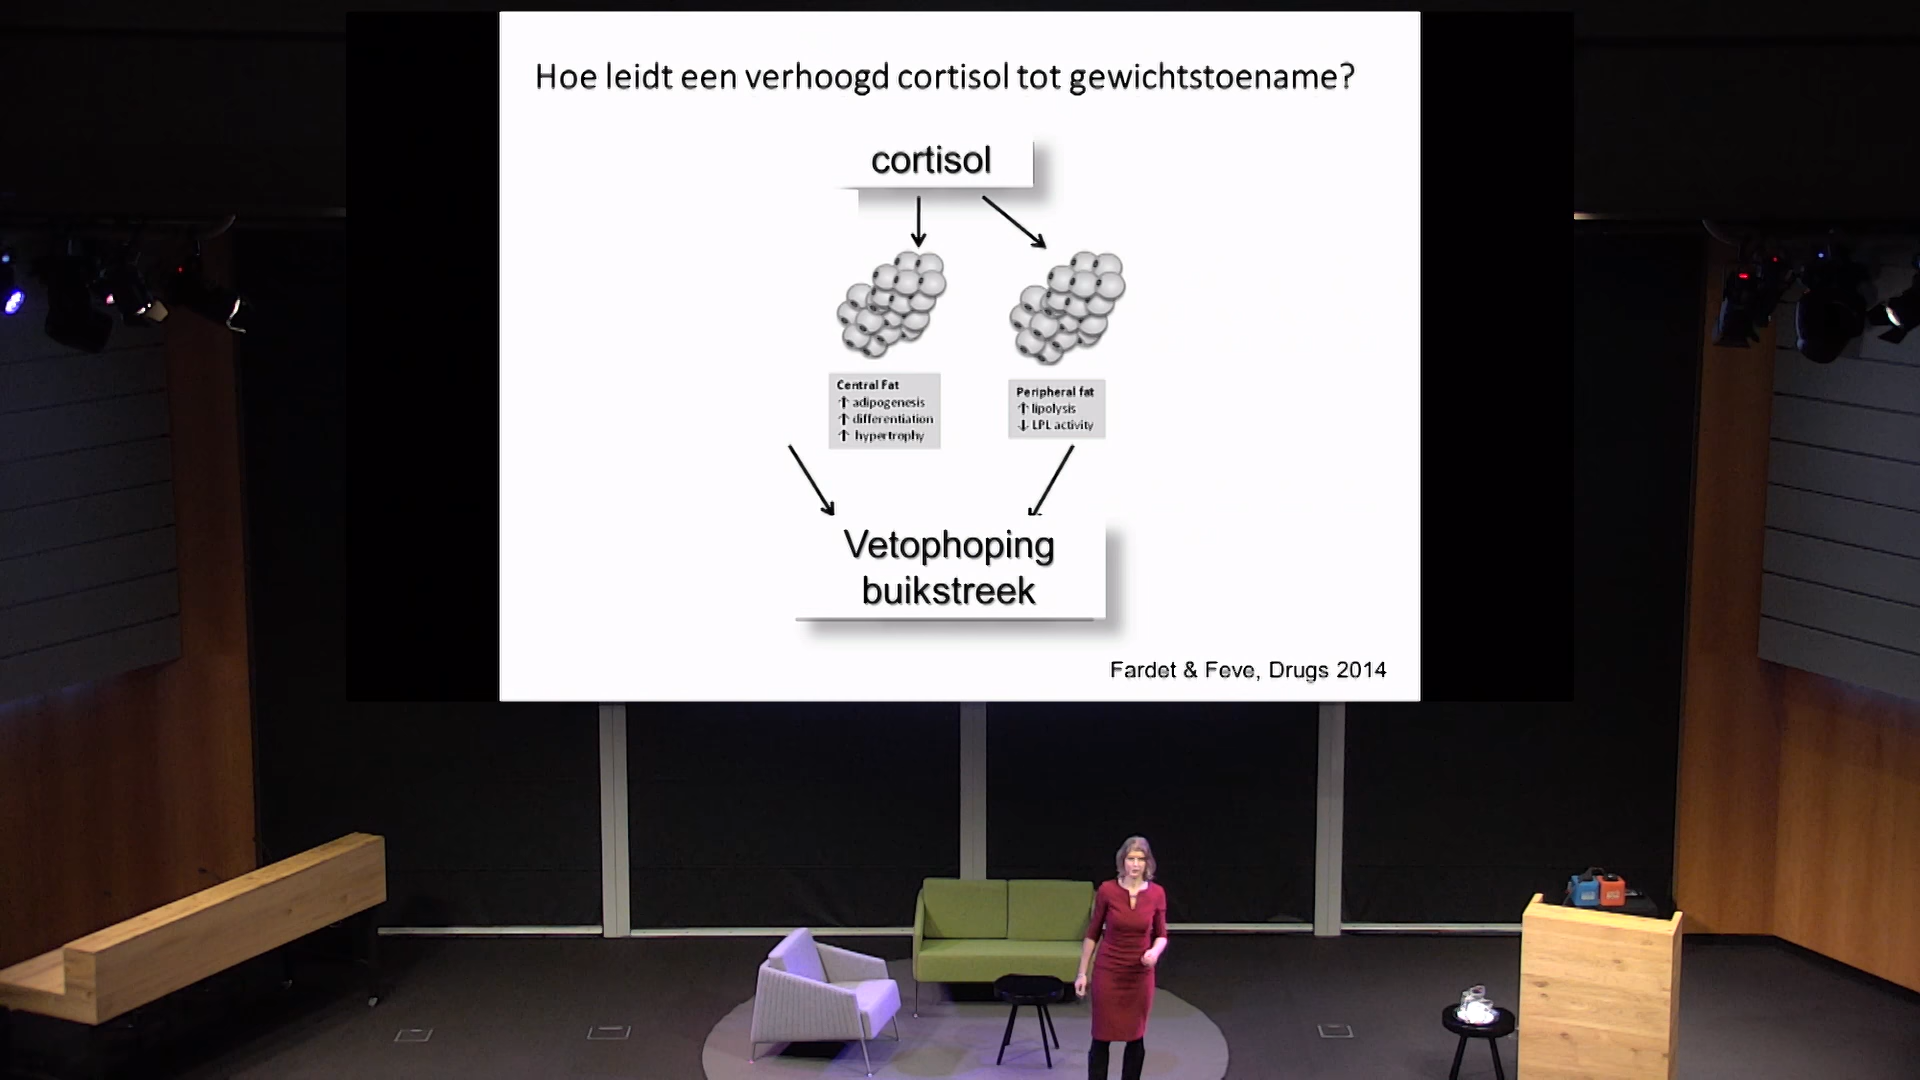 Hoe leidt een verhoogd cortisol tot gewichtstoename?
cortisol
Central Fat
↑ adipogenesis
↑ differentiation
↑ hypertrophy
Peripheral fat
↑ lipolysis
↓ LPL activity
Vetophoping
buikstreek
Fardet & Feve, Drugs 2014